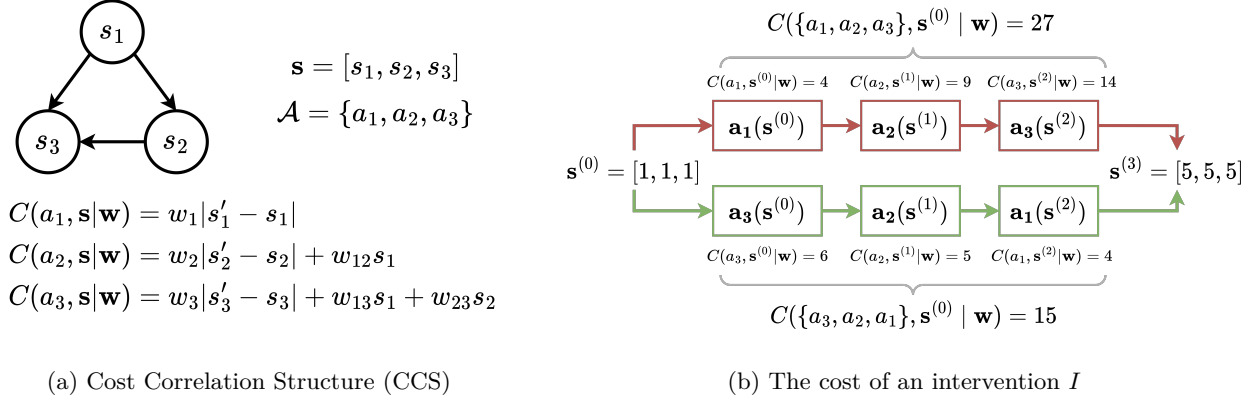 s₁
s₃
s₂
𝐬 = [s₁, s₂, s₃]
𝒜 = {a₁, a₂, a₃}
C(a₁, 𝐬|𝐰) = w₁|s′₁ − s₁|
C(a₂, 𝐬|𝐰) = w₂|s′₂ − s₂| + w₁₂s₁
C(a₃, 𝐬|𝐰) = w₃|s′₃ − s₃| + w₁₃s₁ + w₂₃s₂
(a) Cost Correlation Structure (CCS)
C({a₁, a₂, a₃}, 𝐬⁽⁰⁾ | 𝐰) = 27
C(a₁, 𝐬⁽⁰⁾|𝐰) = 4 C(a₂, 𝐬⁽¹⁾|𝐰) = 9 C(a₃, 𝐬⁽²⁾|𝐰) = 14
𝐚₁(𝐬⁽⁰⁾) 𝐚₂(𝐬⁽¹⁾) 𝐚₃(𝐬⁽²⁾)
𝐬⁽⁰⁾ = [1, 1, 1] 𝐬⁽³⁾ = [5, 5, 5]
𝐚₃(𝐬⁽⁰⁾) 𝐚₂(𝐬⁽¹⁾) 𝐚₁(𝐬⁽²⁾)
C(a₃, 𝐬⁽⁰⁾|𝐰) = 6 C(a₂, 𝐬⁽¹⁾|𝐰) = 5 C(a₁, 𝐬⁽²⁾|𝐰) = 4
C({a₃, a₂, a₁}, 𝐬⁽⁰⁾ | 𝐰) = 15
(b) The cost of an intervention I